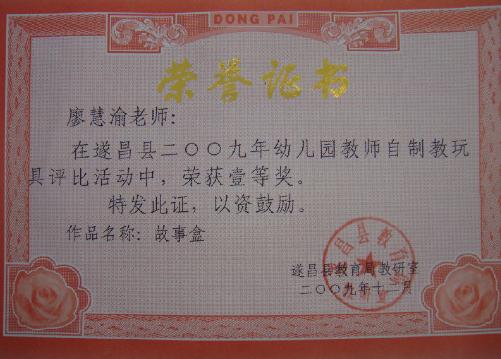 DONG PAI
荣誉证书
廖慧渝老师：
在遂昌县二〇〇九年幼儿园教师自制教玩
具评比活动中，荣获壹等奖。
特发此证，以资鼓励。
作品名称：故事盒
遂昌县教育局教研室
二〇〇九年十二月